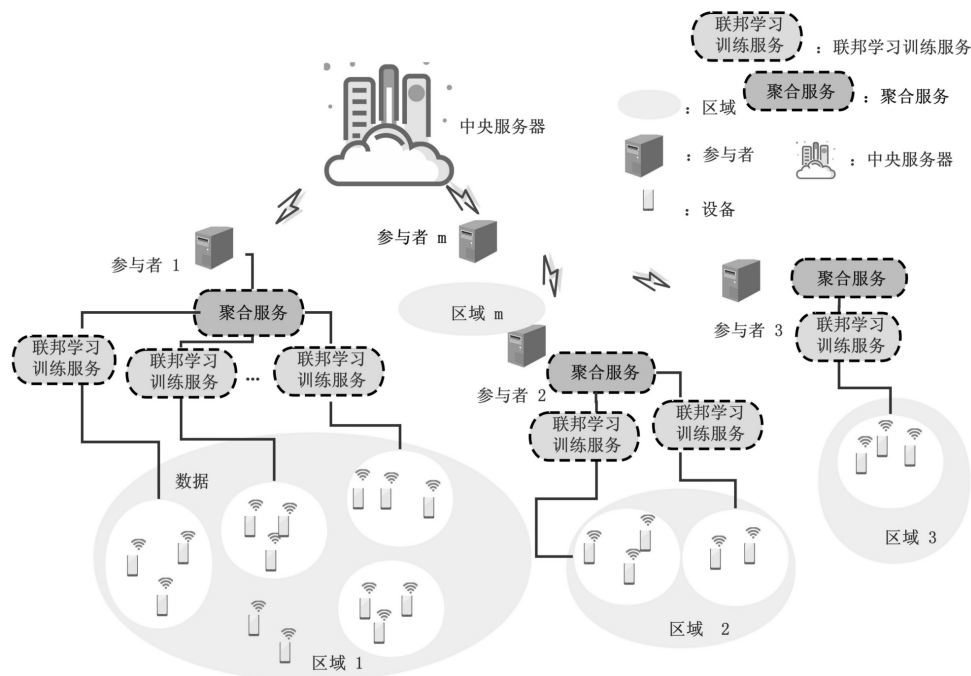 联邦学习
训练服务
：联邦学习训练服务
聚合服务
：聚合服务
：区域
中央服务器
：参与者
：中央服务器
：设备
参与者 m
参与者 1
聚合服务
区域 m
参与者 3
聚合服务
联邦学习
训练服务
联邦学习
训练服务
联邦学习
训练服务
...
联邦学习
训练服务
参与者 2
聚合服务
联邦学习
训练服务
联邦学习
训练服务
数据
区域 3
区域 2
区域 1